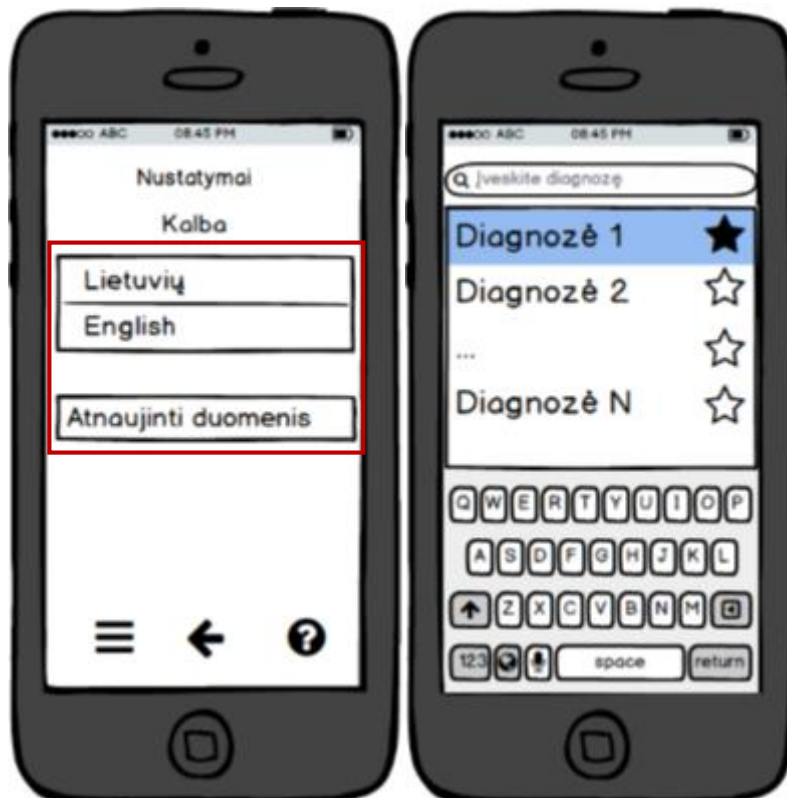 ABC 08:45 PM
Nustatymai
Kalba
Lietuvių
English
Atnaujinti duomenis
ABC 08:45 PM
Įveskite diagnozę
Diagnozė 1
Diagnozė 2
...
Diagnozė N
Q W E R T Y U I O P
A S D F G H J K L
Z X C V B N M
123 space return